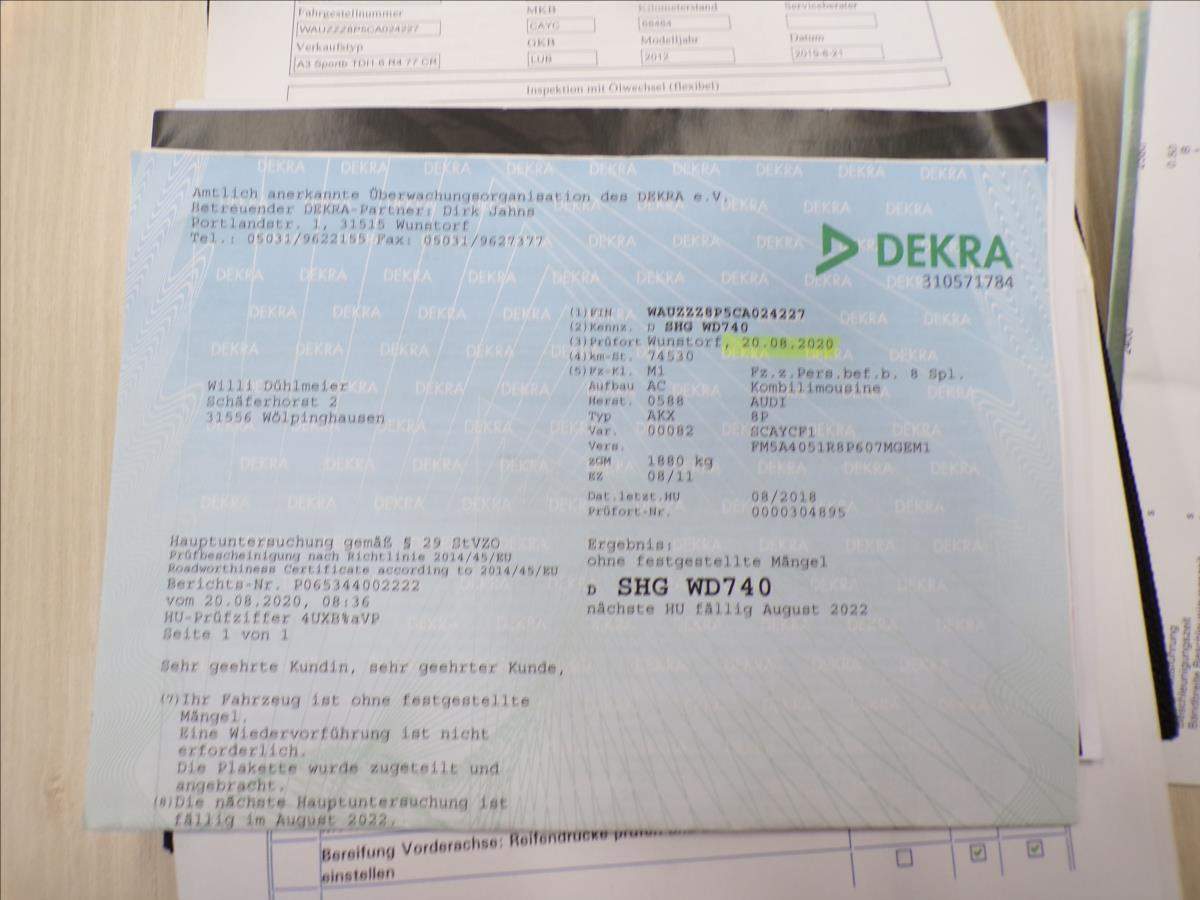 Fahrgestellnummer
MKB
Kilometerstand
Serviceberater
WAUZZZ8P5CA024227
CAYC
68464
Verkaufstyp
GKB
Modelljahr
Datum
A3 Sportb TDI1.6 R4 77 CR
LUB
2012
2019-6-21
Inspektion mit Ölwechsel (flexibel)
Amtlich anerkannte Überwachungsorganisation des DEKRA e.V.
Betreuender DEKRA-Partner: Dirk Jahns
Portlandstr. 1, 31515 Wunstorf
Tel.: 05031/9622155 Fax: 05031/9627377
DEKRA
310571784
(1)FIN WAUZZZ8P5CA024227
(2)Kennz. D SHG WD740
(3)Prüfort Wunstorf, 20.08.2020
(4)km-St. 74530
(5)Fz-Kl. M1 Fz.z.Pers.bef.b. 8 Spl.
Aufbau AC Kombilimousine
Herst. 0588 AUDI
Typ AKX 8P
Var. 00082 SCAYCF1
Vers. FM5A4051R8P607MGEM1
zGM 1880 kg
EZ 08/11
Dat.letzt.HU 08/2018
Prüfort-Nr. 0000304895
Willi Dühlmeier
Schäferhorst 2
31556 Wölpinghausen
Hauptuntersuchung gemäß § 29 StVZO
Prüfbescheinigung nach Richtlinie 2014/45/EU
Roadworthiness Certificate according to 2014/45/EU
Berichts-Nr. P065344002222
vom 20.08.2020, 08:36
HU-Prüfziffer 4UXB%aVP
Seite 1 von 1
Ergebnis:
ohne festgestellte Mängel
D SHG WD740
nächste HU fällig August 2022
Sehr geehrte Kundin, sehr geehrter Kunde,
(7)Ihr Fahrzeug ist ohne festgestellte
Mängel.
Eine Wiedervorführung ist nicht
erforderlich.
Die Plakette wurde zugeteilt und
angebracht.
(8)Die nächste Hauptuntersuchung ist
fällig im August 2022.
Bereifung Vorderachse: Reifendrucke prüfen
einstellen